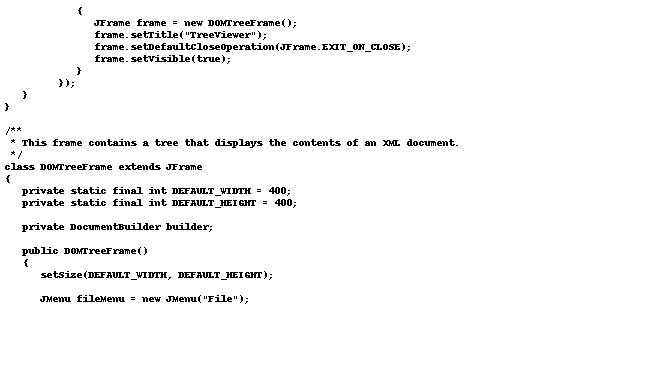 {
               JFrame frame = new DOMTreeFrame();
               frame.setTitle("TreeViewer");
               frame.setDefaultCloseOperation(JFrame.EXIT_ON_CLOSE);
               frame.setVisible(true);
            }
         });
   }
}

/**
 * This frame contains a tree that displays the contents of an XML document.
 */
class DOMTreeFrame extends JFrame
{
   private static final int DEFAULT_WIDTH = 400;
   private static final int DEFAULT_HEIGHT = 400;

   private DocumentBuilder builder;

   public DOMTreeFrame()
   {
      setSize(DEFAULT_WIDTH, DEFAULT_HEIGHT);

      JMenu fileMenu = new JMenu("File");